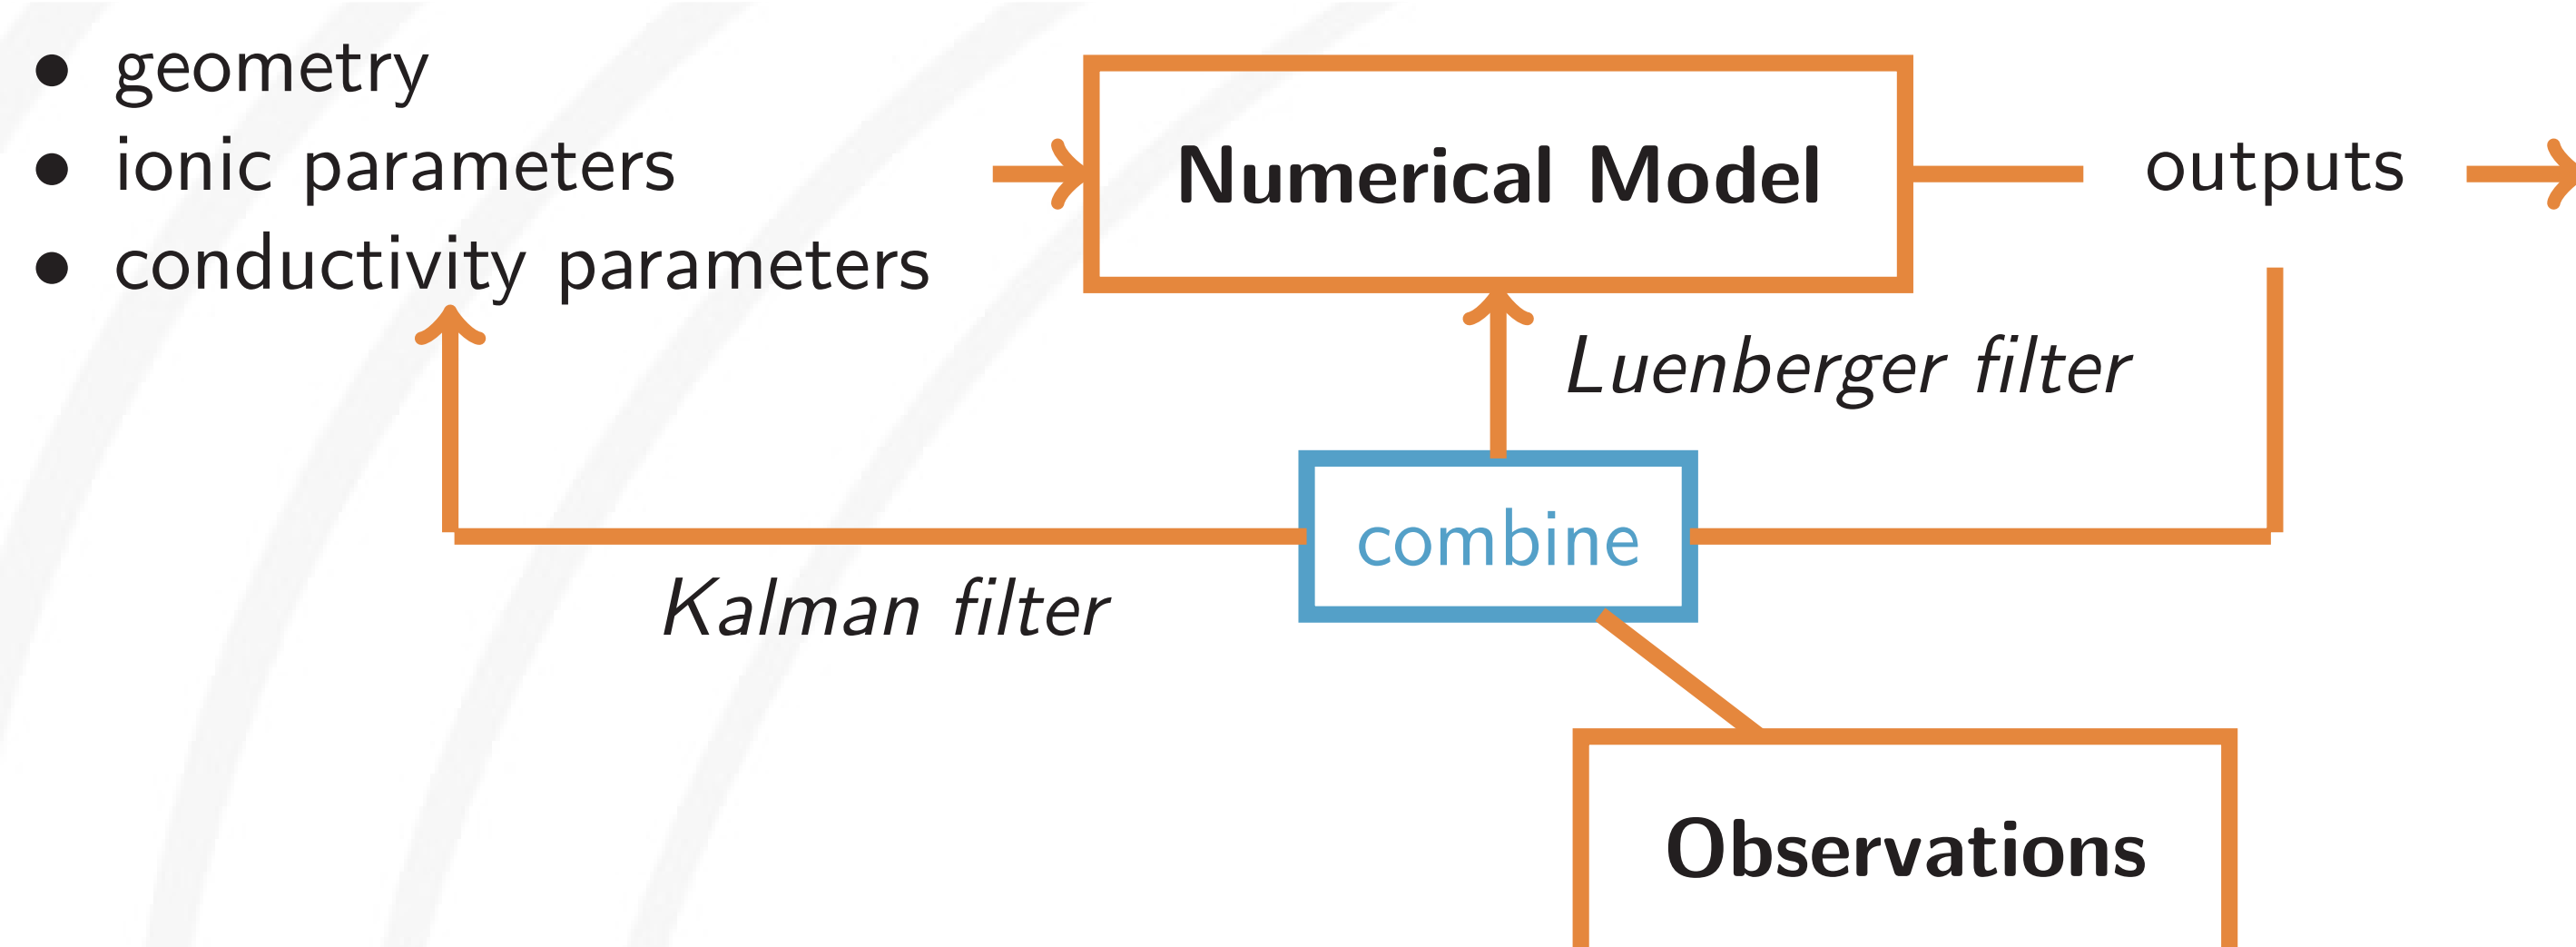 • geometry
• ionic parameters
• conductivity parameters
Numerical Model
outputs
Luenberger filter
combine
Kalman filter
Observations